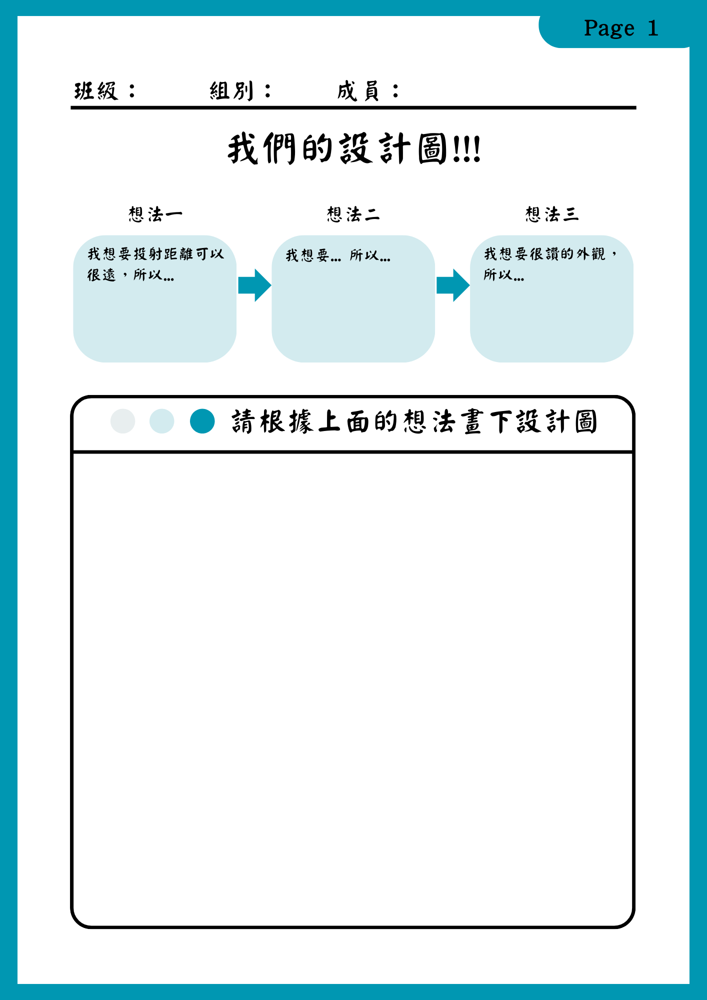 Page 1
班級： 組別： 成員：
我們的設計圖!!!
想法一
想法二
想法三
我想要投射距離可以
很遠，所以...
我想要... 所以...
我想要很讚的外觀，
所以...
請根據上面的想法畫下設計圖